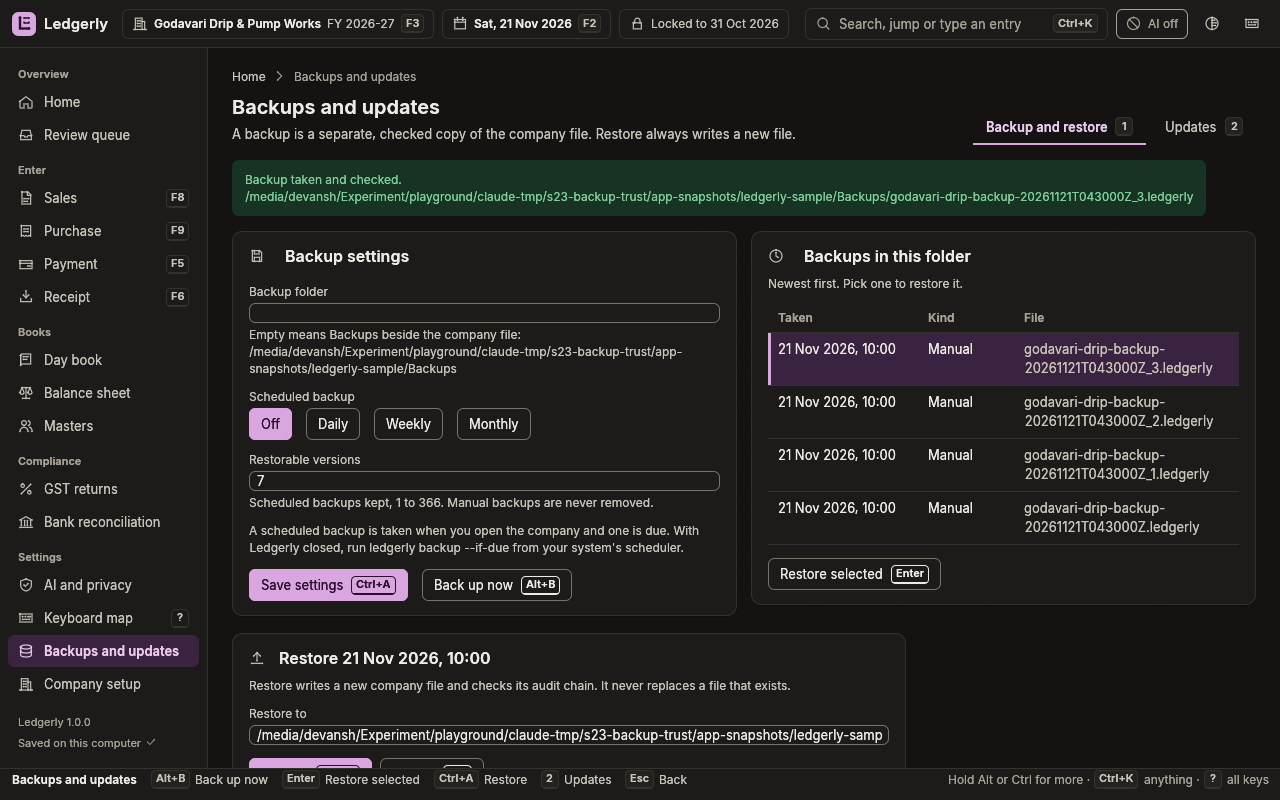 Ledgerly
Godavari Drip & Pump Works FY 2026-27 F3
Sat, 21 Nov 2026 F2
Locked to 31 Oct 2026
Search, jump or type an entry Ctrl+K
AI off
Overview
Home
Review queue
Enter
Sales F8
Purchase F9
Payment F5
Receipt F6
Books
Day book
Balance sheet
Masters
Compliance
GST returns
Bank reconciliation
Settings
AI and privacy
Keyboard map ?
Backups and updates
Company setup
Ledgerly 1.0.0
Saved on this computer
Home Backups and updates
Backups and updates
A backup is a separate, checked copy of the company file. Restore always writes a new file.
Backup and restore 1
Updates 2
Backup taken and checked.
/media/devansh/Experiment/playground/claude-tmp/s23-backup-trust/app-snapshots/ledgerly-sample/Backups/godavari-drip-backup-20261121T043000Z_3.ledgerly
Backup settings
Backup folder
Empty means Backups beside the company file:
/media/devansh/Experiment/playground/claude-tmp/s23-backup-trust/app-
snapshots/ledgerly-sample/Backups
Scheduled backup
Off Daily Weekly Monthly
Restorable versions
7
Scheduled backups kept, 1 to 366. Manual backups are never removed.
A scheduled backup is taken when you open the company and one is due. With
Ledgerly closed, run ledgerly backup --if-due from your system's scheduler.
Save settings Ctrl+A
Back up now Alt+B
Backups in this folder
Newest first. Pick one to restore it.
Taken Kind File
21 Nov 2026, 10:00 Manual godavari-drip-backup-
20261121T043000Z_3.ledgerly
21 Nov 2026, 10:00 Manual godavari-drip-backup-
20261121T043000Z_2.ledgerly
21 Nov 2026, 10:00 Manual godavari-drip-backup-
20261121T043000Z_1.ledgerly
21 Nov 2026, 10:00 Manual godavari-drip-backup-
20261121T043000Z.ledgerly
Restore selected Enter
Restore 21 Nov 2026, 10:00
Restore writes a new company file and checks its audit chain. It never replaces a file that exists.
Restore to
/media/devansh/Experiment/playground/claude-tmp/s23-backup-trust/app-snapshots/ledgerly-samp
Backups and updates Alt+B Back up now Enter Restore selected Ctrl+A Restore 2 Updates Esc Back
Hold Alt or Ctrl for more · Ctrl+K anything · ? all keys